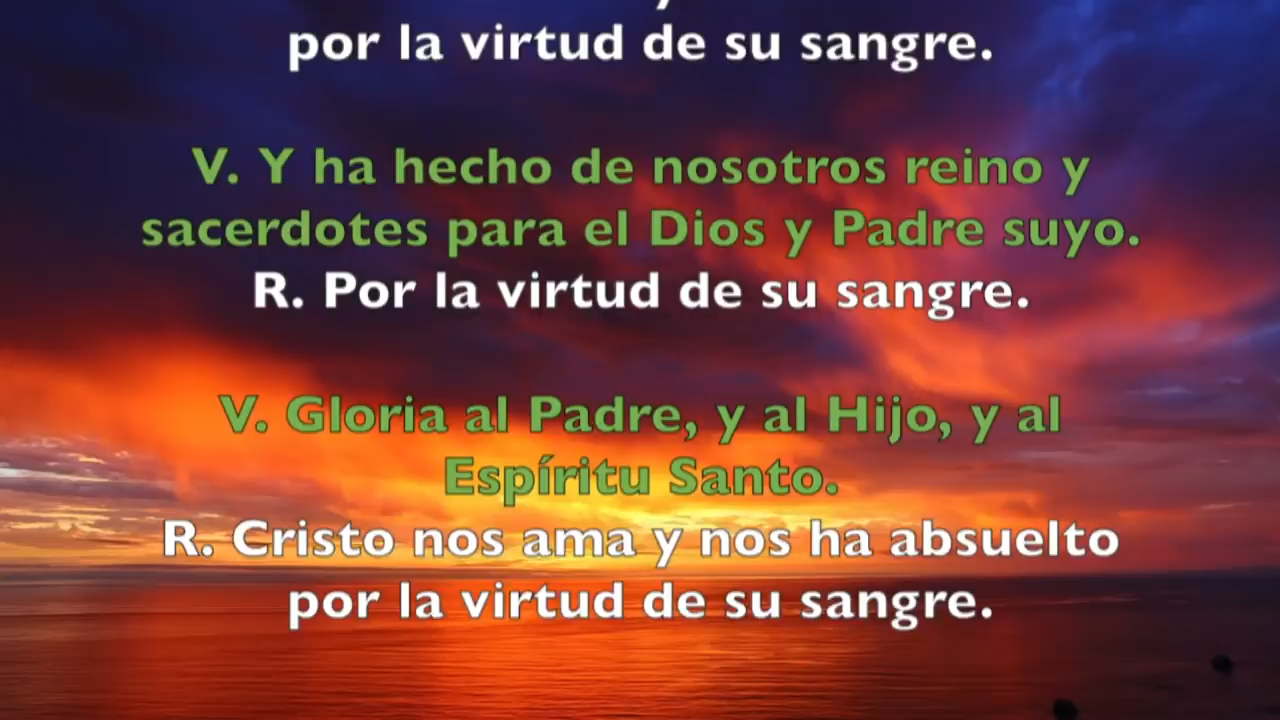 por la virtud de su sangre.
V. Y ha hecho de nosotros reino y
sacerdotes para el Dios y Padre suyo.
R. Por la virtud de su sangre.
V. Gloria al Padre, y al Hijo, y al
Espíritu Santo.
R. Cristo nos ama y nos ha absuelto
por la virtud de su sangre.